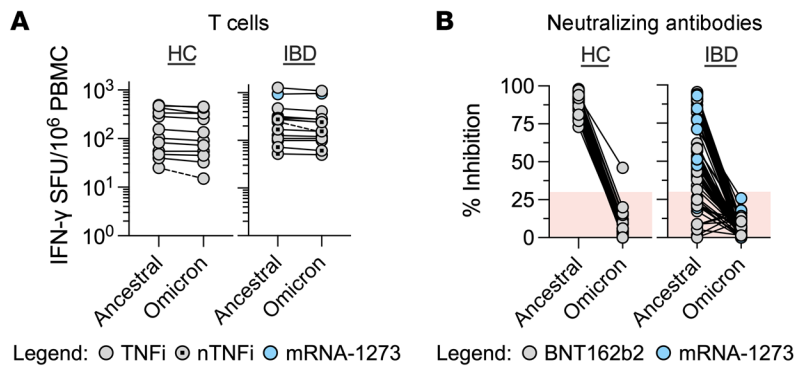 A
T cells
HC
IBD
IFN-γ SFU/10⁶ PBMC
10³
10²
10¹
10⁰
Ancestral
Omicron
Ancestral
Omicron
Legend: TNFi nTNFi mRNA-1273
B
Neutralizing antibodies
HC
IBD
% Inhibition
100
75
50
25
0
Ancestral
Omicron
Ancestral
Omicron
Legend: BNT162b2 mRNA-1273